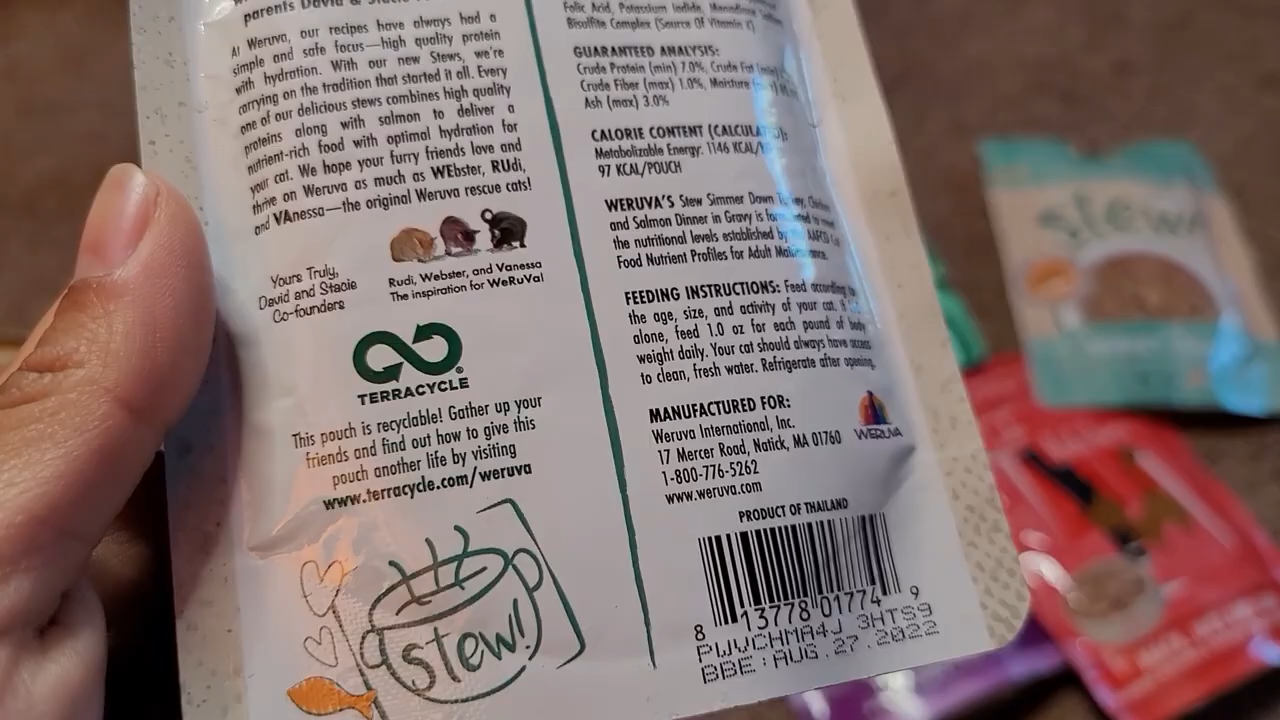 parents David &
At Weruva, our recipes have always had a
simple and safe focus—high quality protein
with hydration. With our new Stews, we're
carrying on the tradition that started it all. Every
one of our delicious stews combines high quality
proteins along with salmon to deliver a
nutrient-rich food with optimal hydration for
your cat. We hope your furry friends love and
thrive on Weruva as much as WEbster, RUdi,
and VAnessa—the original Weruva rescue cats!
Yours Truly,
David and Stacie
Co-founders
Rudi, Webster, and Vanessa
The inspiration for WeRuVa!
TERRACYCLE®
This pouch is recyclable! Gather up your
friends and find out how to give this
pouch another life by visiting
www.terracycle.com/weruva
stew!
Folic Acid, Potassium Iodide,
Bisulfite Complex (Source Of Vitamin K)
GUARANTEED ANALYSIS:
Crude Protein (min) 7.0%, Crude Fat
Crude Fiber (max) 1.0%, Moisture
Ash (max) 3.0%
CALORIE CONTENT (CALCULATED):
Metabolizable Energy: 1146 KCAL/
97 KCAL/POUCH
WERUVA'S Stew Simmer Down Turkey, Chicken
and Salmon Dinner in Gravy is formulated to meet
the nutritional levels established by AAFCO
Food Nutrient Profiles for Adult Maintenance.
FEEDING INSTRUCTIONS: Feed according to
the age, size, and activity of your cat. If
alone, feed 1.0 oz for each pound of body
weight daily. Your cat should always have access
to clean, fresh water. Refrigerate after opening.
MANUFACTURED FOR:
Weruva International, Inc.
17 Mercer Road, Natick, MA 01760
1-800-776-5262
www.weruva.com
WERUVA
PRODUCT OF THAILAND
8 13778 01774 9
PWVCHMA4J 3HTS9
BBE:AUG.27.2022
stew